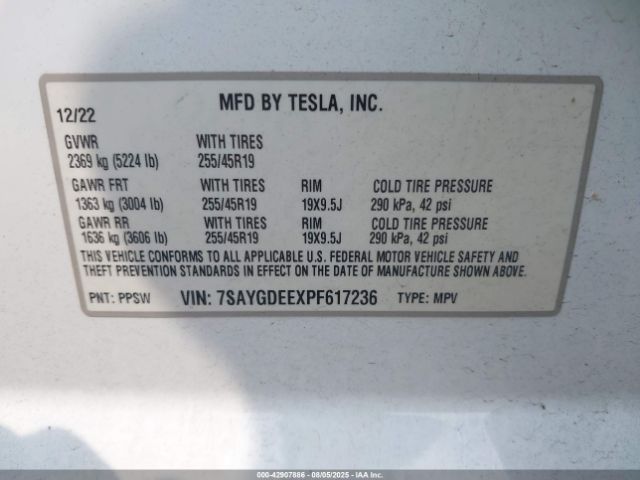 MFD BY TESLA, INC.
12/22
GVWR WITH TIRES
2369 kg (5224 lb) 255/45R19
GAWR FRT WITH TIRES RIM COLD TIRE PRESSURE
1363 kg (3004 lb) 255/45R19 19X9.5J 290 kPa, 42 psi
GAWR RR WITH TIRES RIM COLD TIRE PRESSURE
1636 kg (3606 lb) 255/45R19 19X9.5J 290 kPa, 42 psi
THIS VEHICLE CONFORMS TO ALL APPLICABLE U.S. FEDERAL MOTOR VEHICLE SAFETY AND
THEFT PREVENTION STANDARDS IN EFFECT ON THE DATE OF MANUFACTURE SHOWN ABOVE.
PNT: PPSW VIN: 7SAYGDEEXPF617236 TYPE: MPV
000-42907886 - 08/05/2025 - IAAI.COM